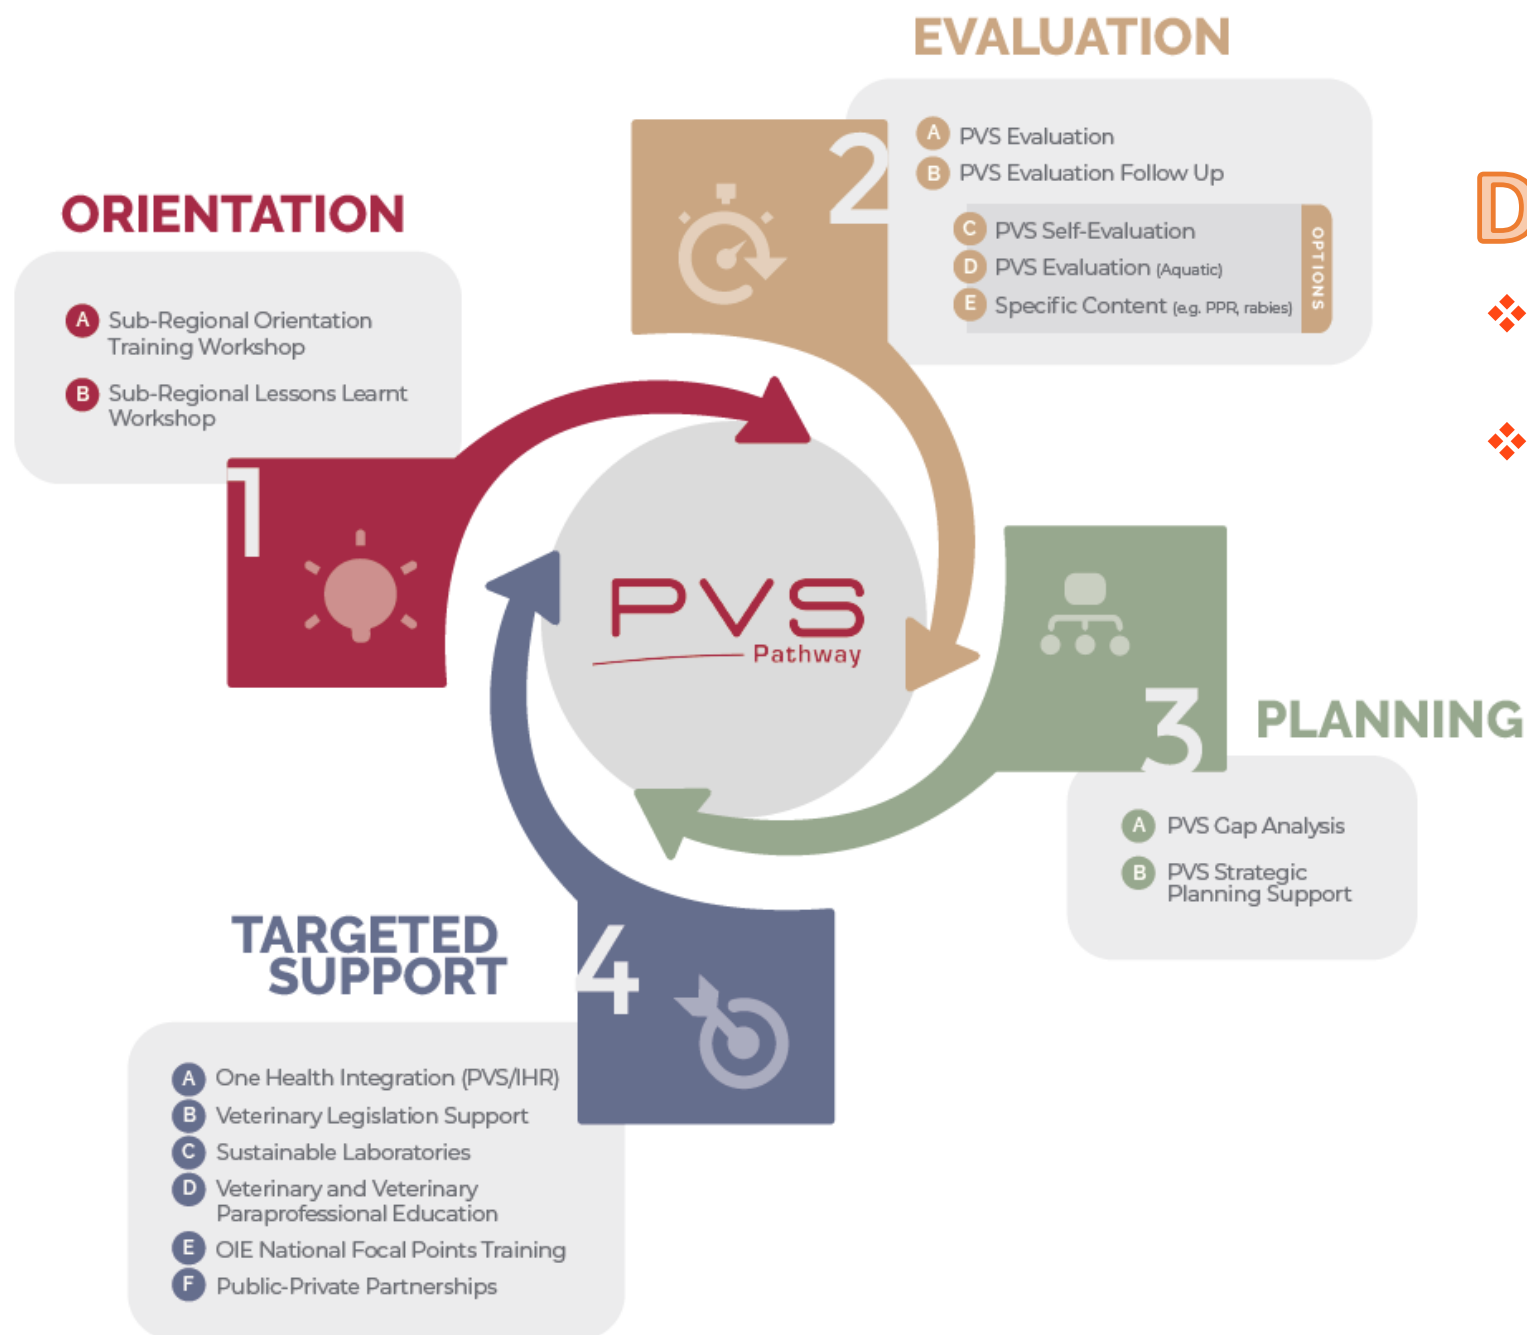 EVALUATION
2
A PVS Evaluation
B PVS Evaluation Follow Up
C PVS Self-Evaluation
D PVS Evaluation (Aquatic)
E Specific Content (e.g. PPR, rabies)
OPTIONS
D
ORIENTATION
A Sub-Regional Orientation
Training Workshop
B Sub-Regional Lessons Learnt
Workshop
1
PVS
Pathway
3
PLANNING
A PVS Gap Analysis
B PVS Strategic
Planning Support
TARGETED
SUPPORT
4
A One Health Integration (PVS/IHR)
B Veterinary Legislation Support
C Sustainable Laboratories
D Veterinary and Veterinary
Paraprofessional Education
E OIE National Focal Points Training
F Public-Private Partnerships